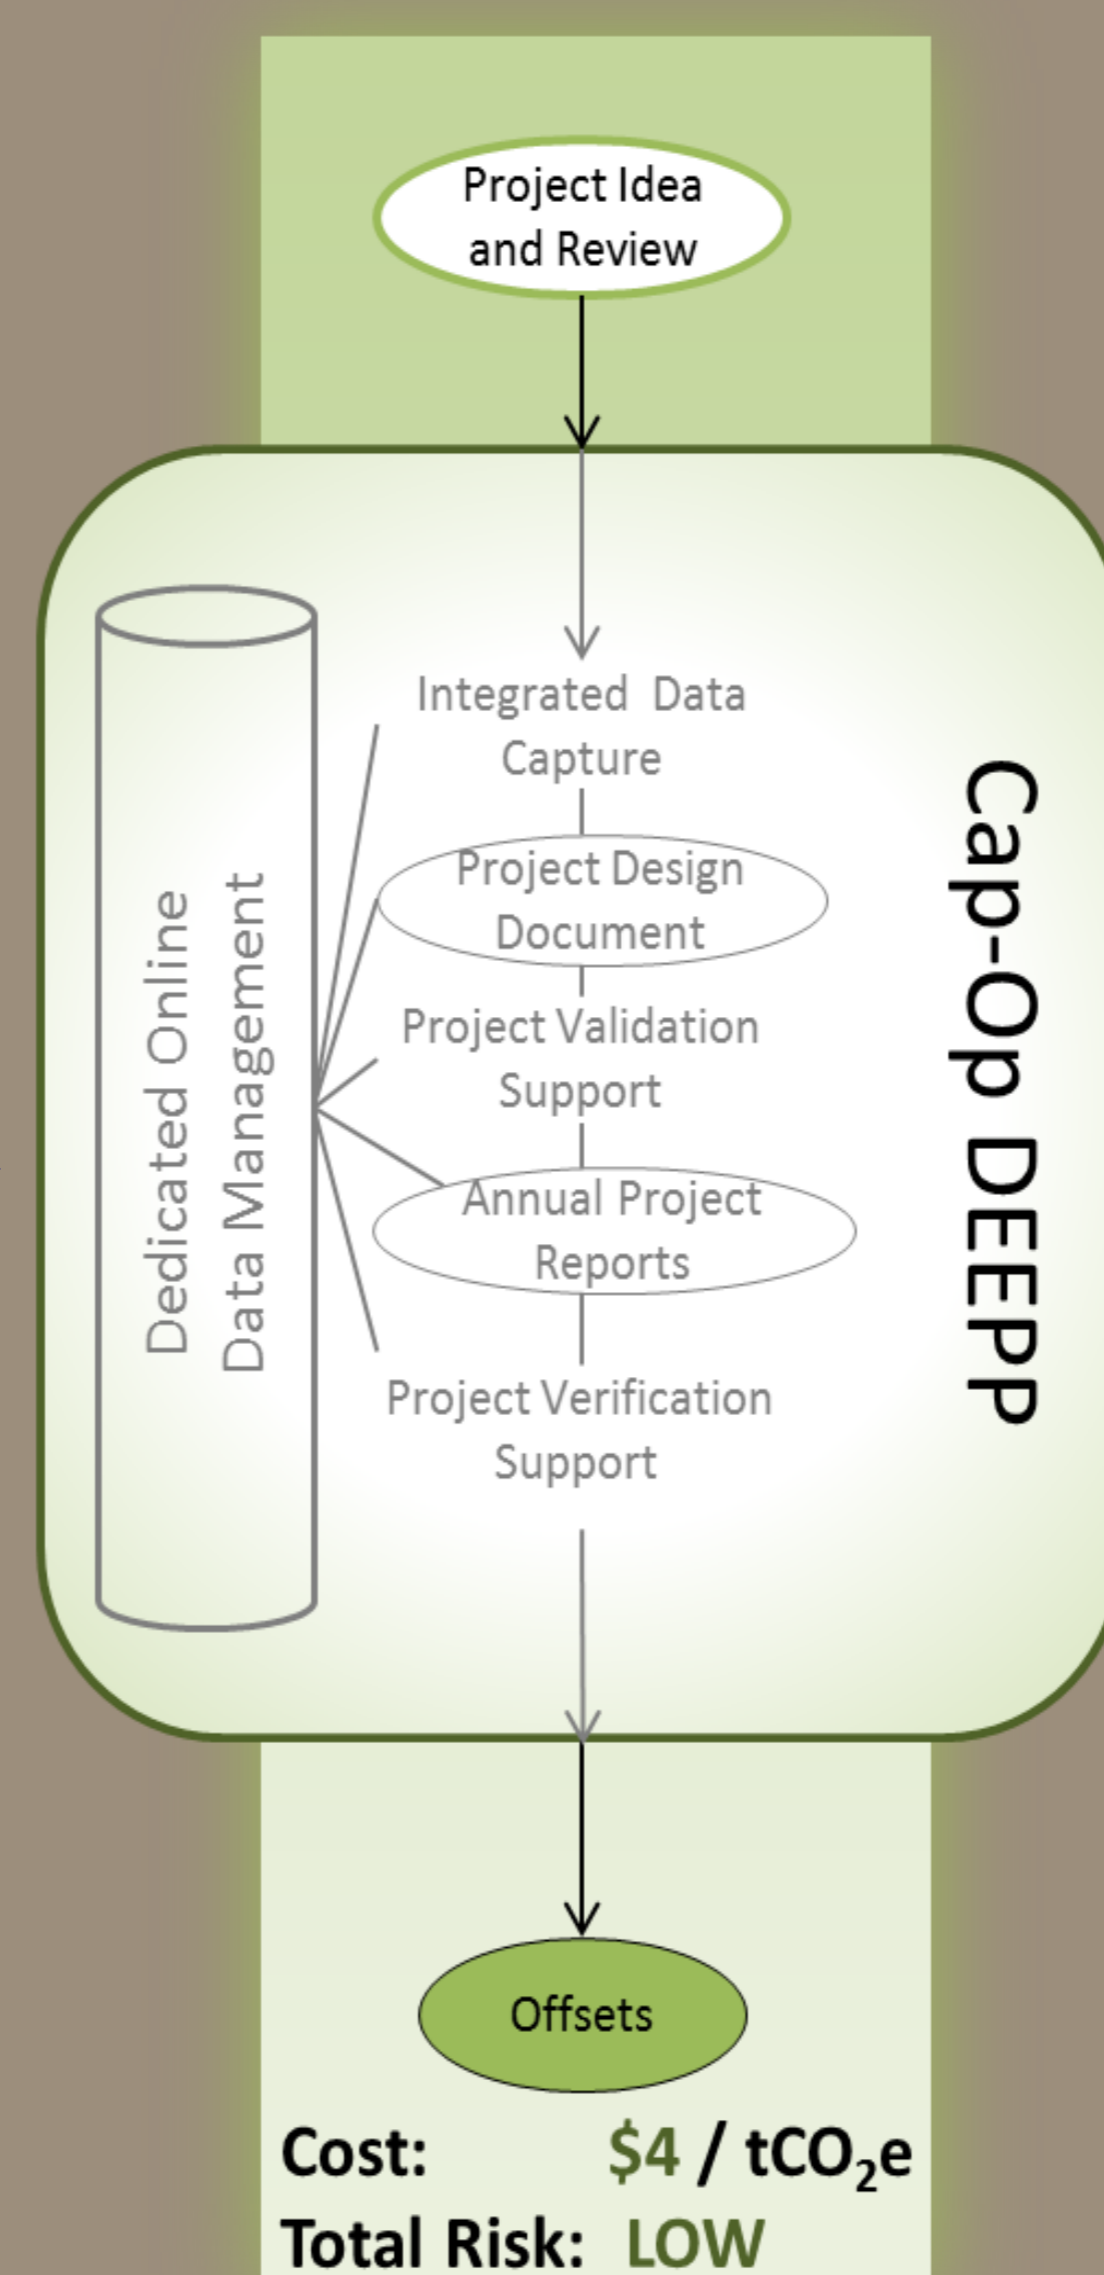 Project Idea
and Review
Integrated Data
Capture
Project Design
Document
Project Validation
Support
Annual Project
Reports
Project Verification
Support
Dedicated Online
Data Management
Cap-Op DEEPP
Offsets
Cost: $4 / tCO₂e
Total Risk: LOW